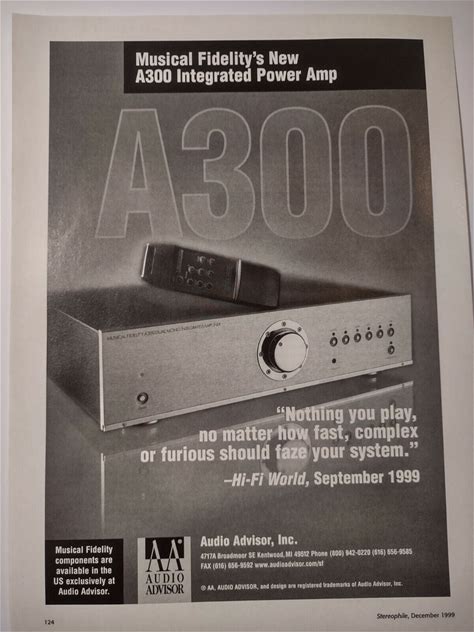 Musical Fidelity's New
A300 Integrated Power Amp
A300
"Nothing you play,
no matter how fast, complex
or furious should faze your system."
–Hi-Fi World, September 1999
Musical Fidelity
components are
available in the
US exclusively at
Audio Advisor.
AA
AUDIO
ADVISOR
Audio Advisor, Inc.
4717A Broadmoor SE Kentwood, MI 49512 Phone (800) 942-0220 (616) 656-9585
FAX (616) 656-9592 www.audioadvisor.com/sf
® AA, AUDIO ADVISOR, and design are registered trademarks of Audio Advisor, Inc.
124
Stereophile, December 1999